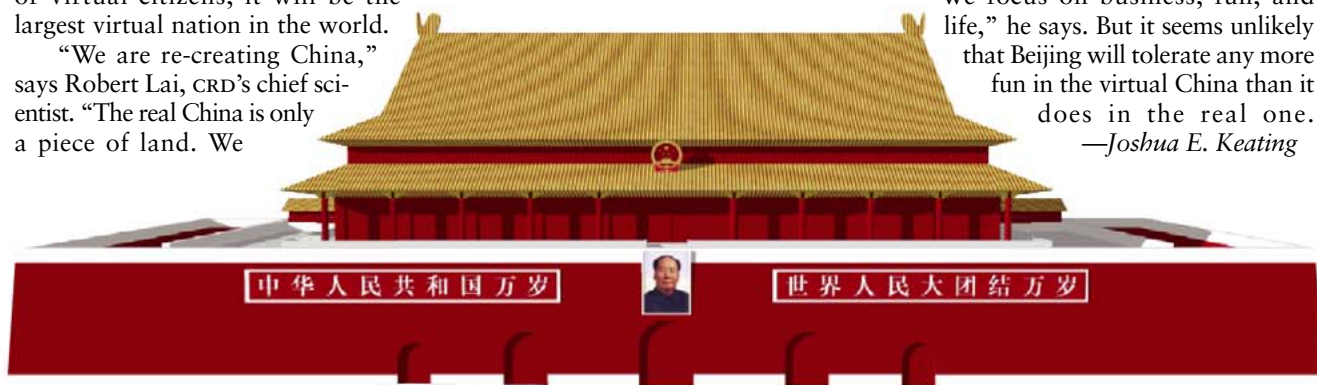 of virtual citizens, it will be the
largest virtual nation in the world.
“We are re-creating China,”
says Robert Lai, CRD’s chief sci-
entist. “The real China is only
a piece of land. We
we focus on business, fun, and
life,” he says. But it seems unlikely
that Beijing will tolerate any more
fun in the virtual China than it
does in the real one.
—Joshua E. Keating
中华人民共和国万岁
世界人民大团结万岁